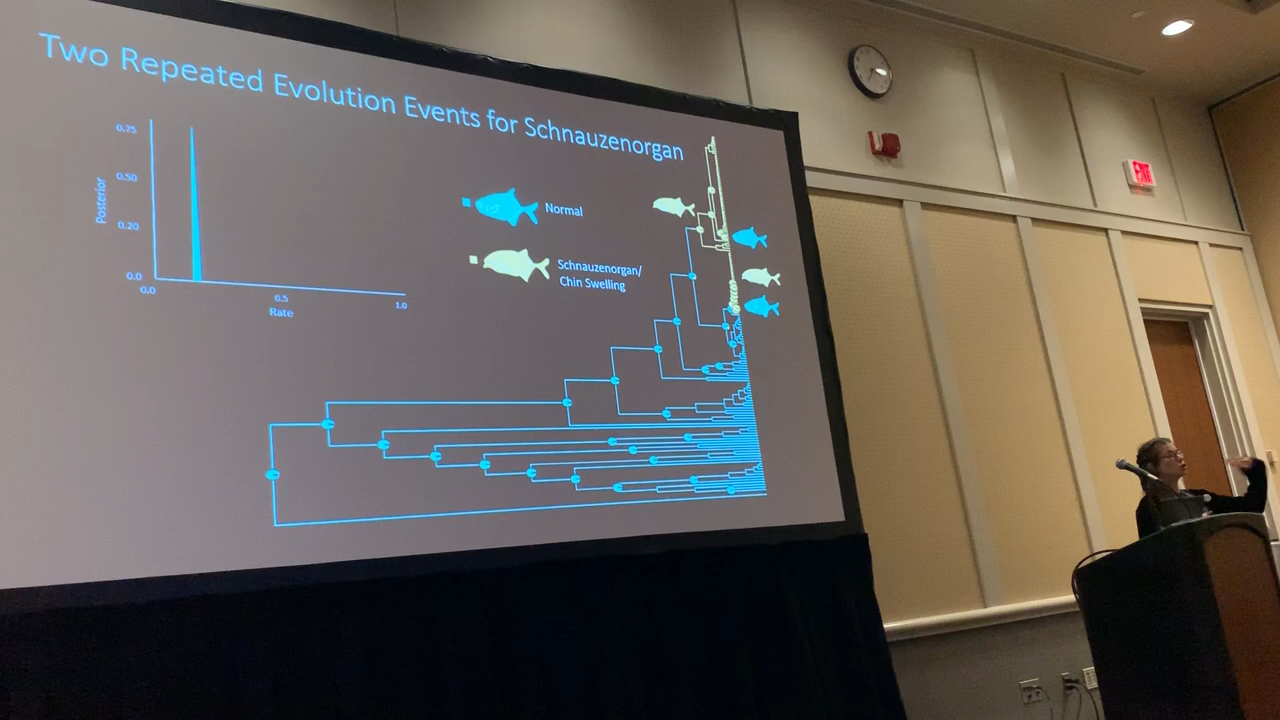 Two Repeated Evolution Events for Schnauzenorgan
0.75
0.50
0.20
0.0
Posterior
0.0
0.5
1.0
Rate
Normal
Schnauzenorgan/
Chin Swelling
EXIT